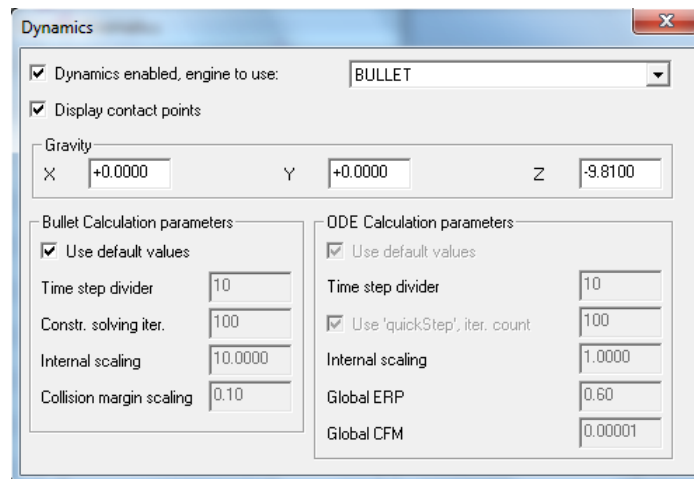 Dynamics
Dynamics enabled, engine to use: BULLET
Display contact points
Gravity
X +0.0000 Y +0.0000 Z -9.8100
Bullet Calculation parameters
Use default values
Time step divider 10
Constr. solving iter. 100
Internal scaling 10.0000
Collision margin scaling 0.10
ODE Calculation parameters
Use default values
Time step divider 10
Use 'quickStep', iter. count 100
Internal scaling 1.0000
Global ERP 0.60
Global CFM 0.00001